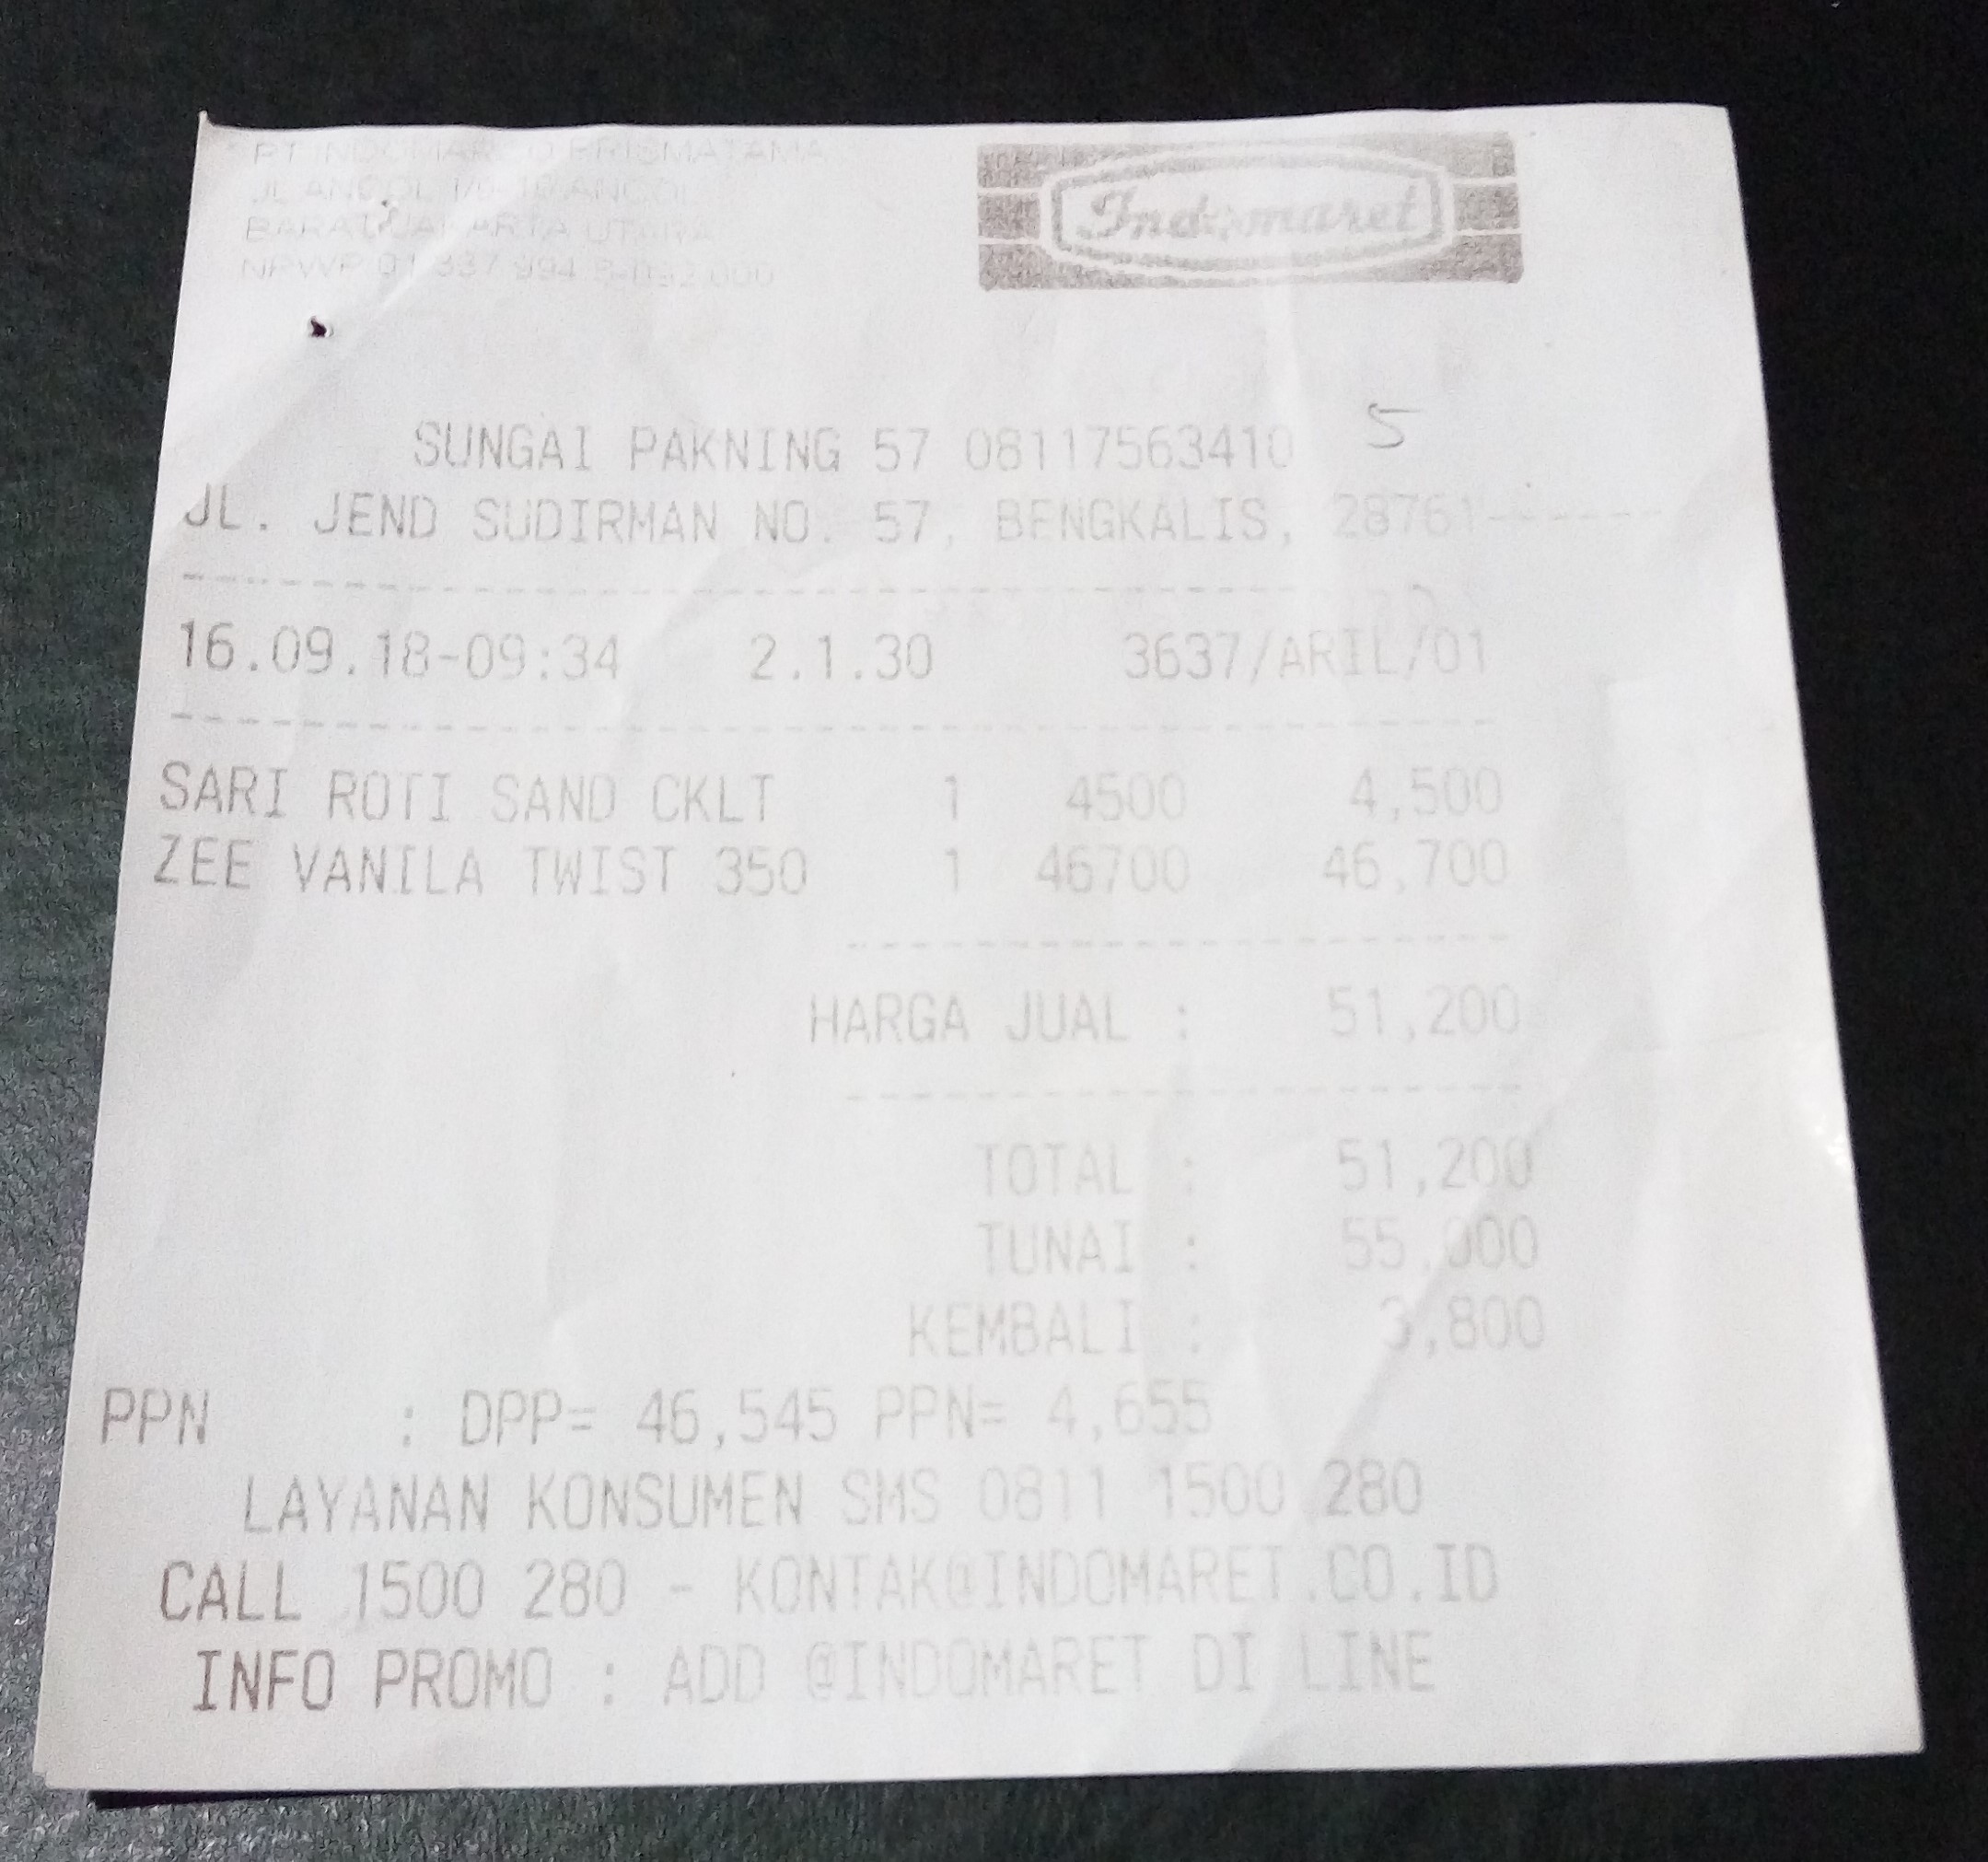 PT INDOMARCO PRISMATAMA
JL ANCOL I/9-10 ANCOL
BARAT, JAKARTA UTARA
NPWP 01 337 994 6-092 000
Indomaret
SUNGAI PAKNING 57 08117563410
5
JL. JEND SUDIRMAN NO. 57, BENGKALIS, 28761------
16.09.18-09:34 2.1.30 3637/ARIL/01
SARI ROTI SAND CKLT 1 4500 4,500
ZEE VANILA TWIST 350 1 46700 46,700
HARGA JUAL : 51,200
TOTAL : 51,200
TUNAI : 55,000
KEMBALI : 3,800
PPN : DPP= 46,545 PPN= 4,655
LAYANAN KONSUMEN SMS 0811 1500 280
CALL 1500 280 - KONTAK@INDOMARET.CO.ID
INFO PROMO : ADD @INDOMARET DI LINE